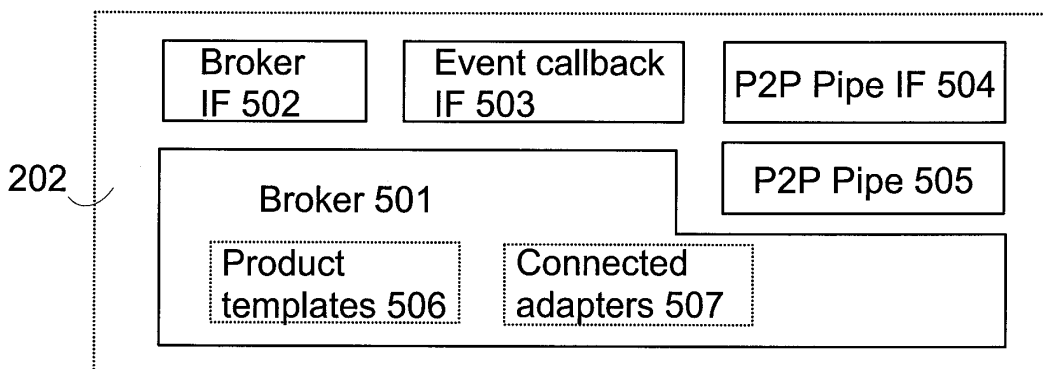 Broker
IF 502
Event callback
IF 503
P2P Pipe IF 504
202
P2P Pipe 505
Broker 501
Product
templates 506
Connected
adapters 507